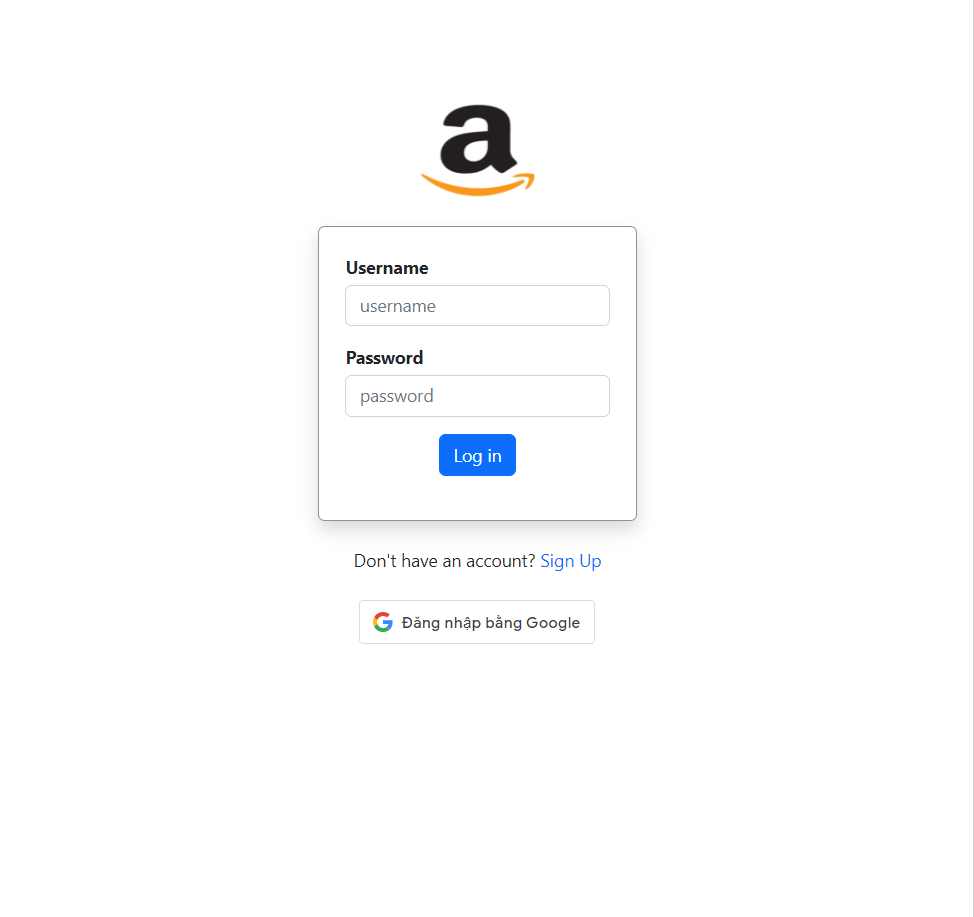 a
Username
username
Password
password
Log in
Don't have an account? Sign Up
Đăng nhập bằng Google